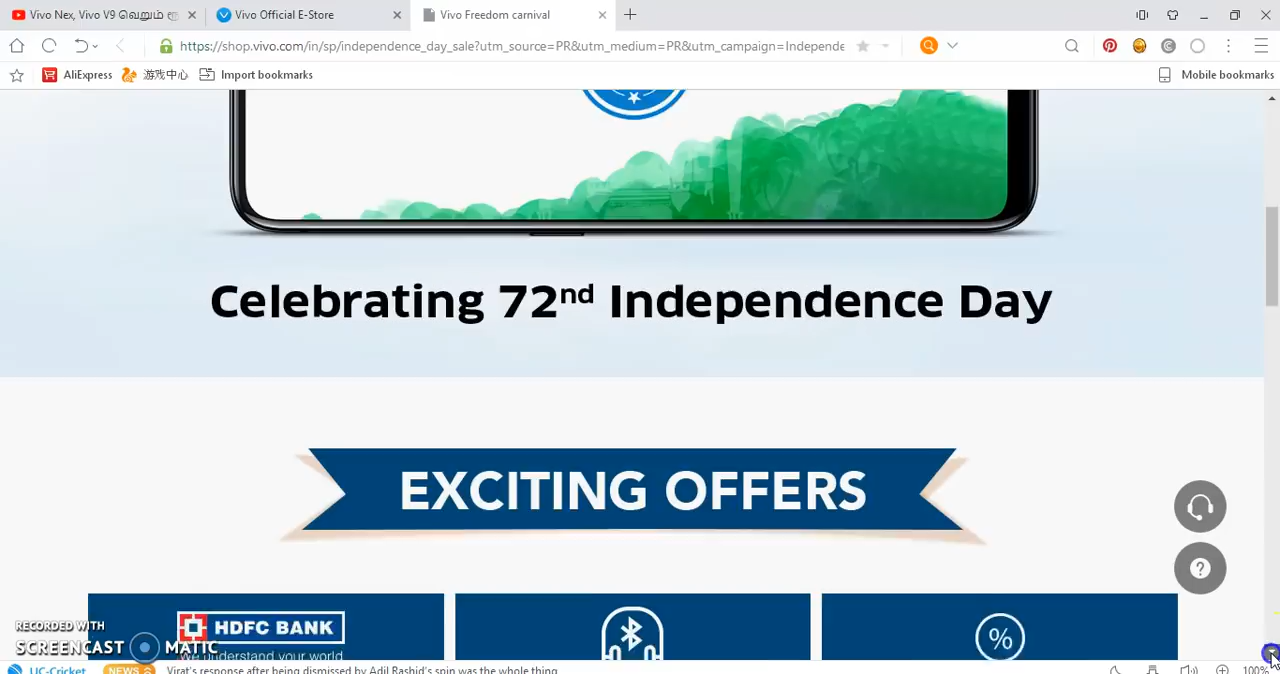 Vivo Nex, Vivo V9 வெறும்
Vivo Official E-Store
Vivo Freedom carnival
https://shop.vivo.com/in/sp/independence_day_sale?utm_source=PR&utm_medium=PR&utm_campaign=Independe
AliExpress
游戏中心
Import bookmarks
Mobile bookmarks
Celebrating 72nd Independence Day
EXCITING OFFERS
HDFC BANK
We understand your world
%
RECORDED WITH
SCREENCAST MATIC
UC-Cricket
NEWS
Virat's response after being dismissed by Adil Rashid's spin was the whole thing
100%